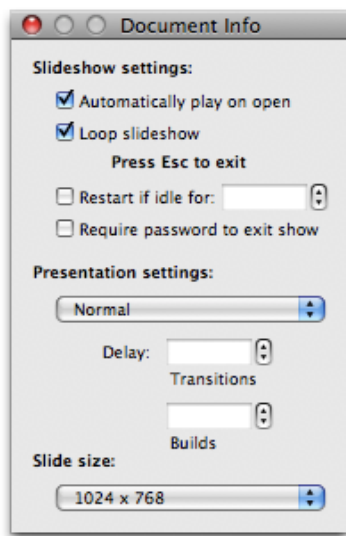 Document Info
Slideshow settings:
Automatically play on open
Loop slideshow
Press Esc to exit
Restart if idle for:
Require password to exit show
Presentation settings:
Normal
Delay:
Transitions
Builds
Slide size:
1024 x 768